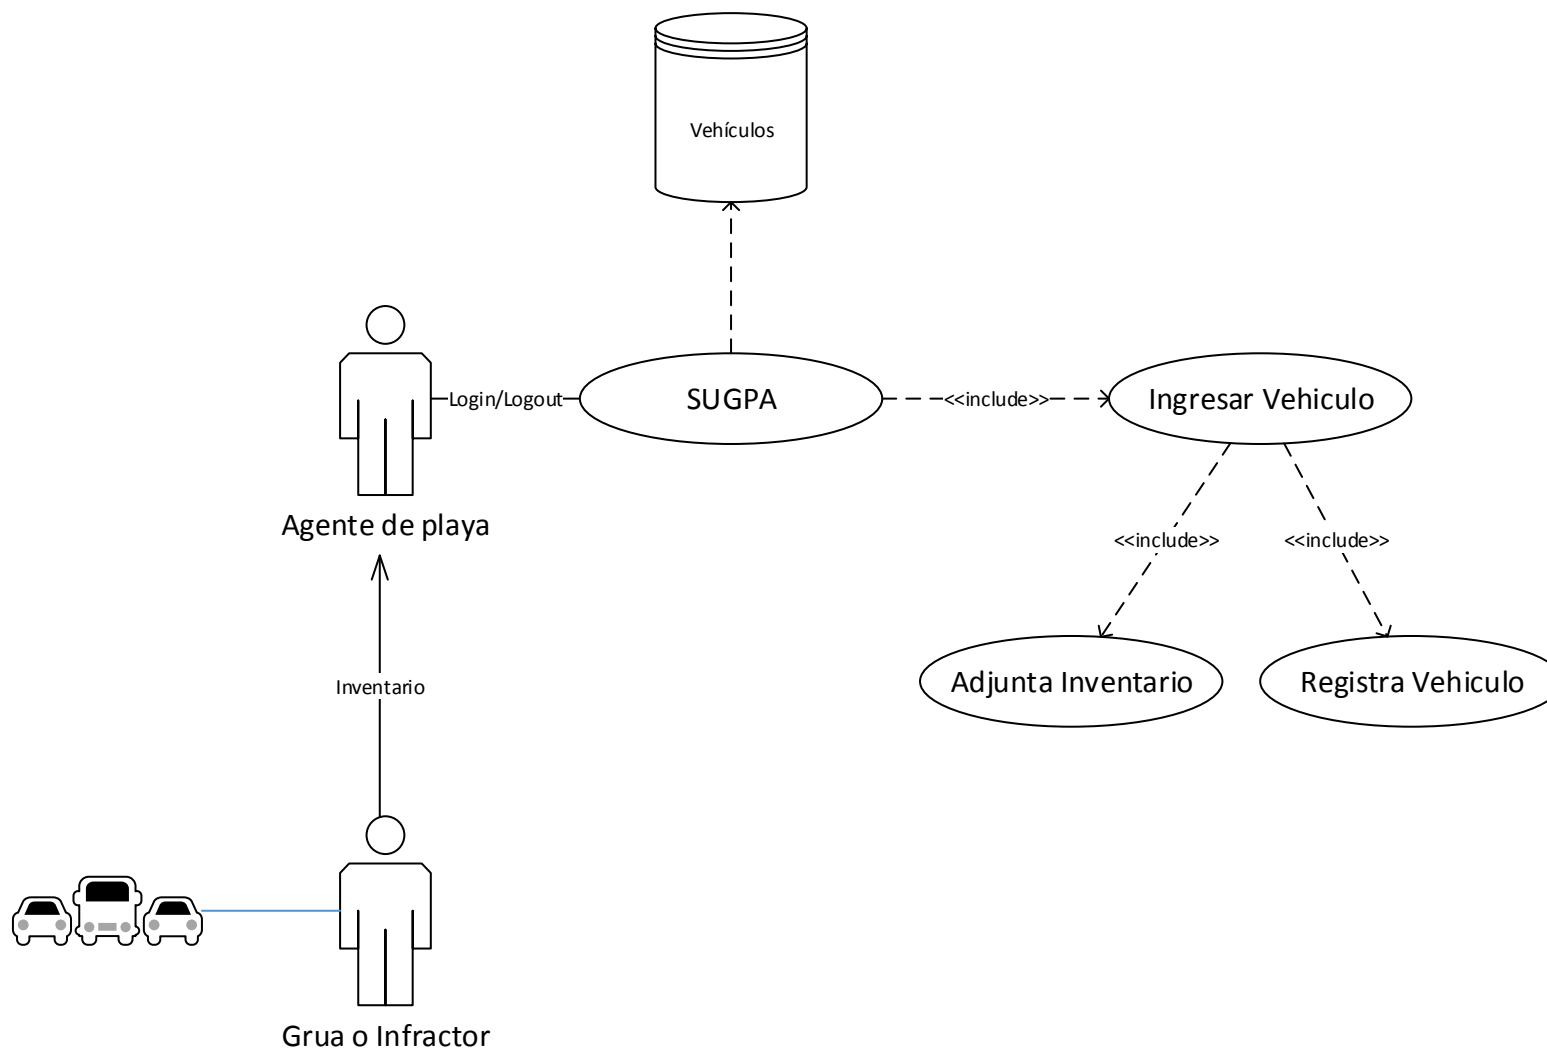 Vehículos
Login/Logout
SUGPA
<<include>>
Ingresar Vehiculo
Agente de playa
<<include>>
<<include>>
Inventario
Adjunta Inventario
Registra Vehiculo
Grua o Infractor